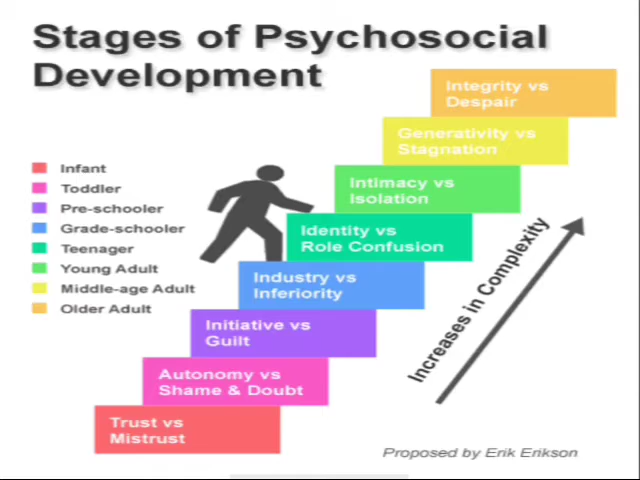 Stages of Psychosocial
Development
Integrity vs
Despair
Generativity vs
Stagnation
Intimacy vs
Isolation
Identity vs
Role Confusion
Industry vs
Inferiority
Initiative vs
Guilt
Autonomy vs
Shame & Doubt
Trust vs
Mistrust
Infant
Toddler
Pre-schooler
Grade-schooler
Teenager
Young Adult
Middle-age Adult
Older Adult
Increases in Complexity
Proposed by Erik Erikson